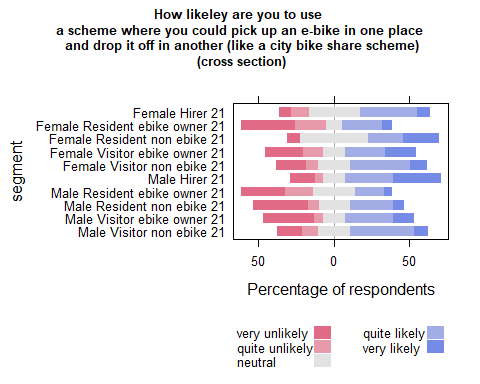 How likeley are you to use
a scheme where you could pick up an e-bike in one place
and drop it off in another (like a city bike share scheme)
(cross section)
Female Hirer 21
Female Resident ebike owner 21
Female Resident non ebike 21
Female Visitor ebike owner 21
Female Visitor non ebike 21
Male Hirer 21
Male Resident ebike owner 21
Male Resident non ebike 21
Male Visitor ebike owner 21
Male Visitor non ebike 21
segment
50 0 50
Percentage of respondents
very unlikely quite likely
quite unlikely very likely
neutral